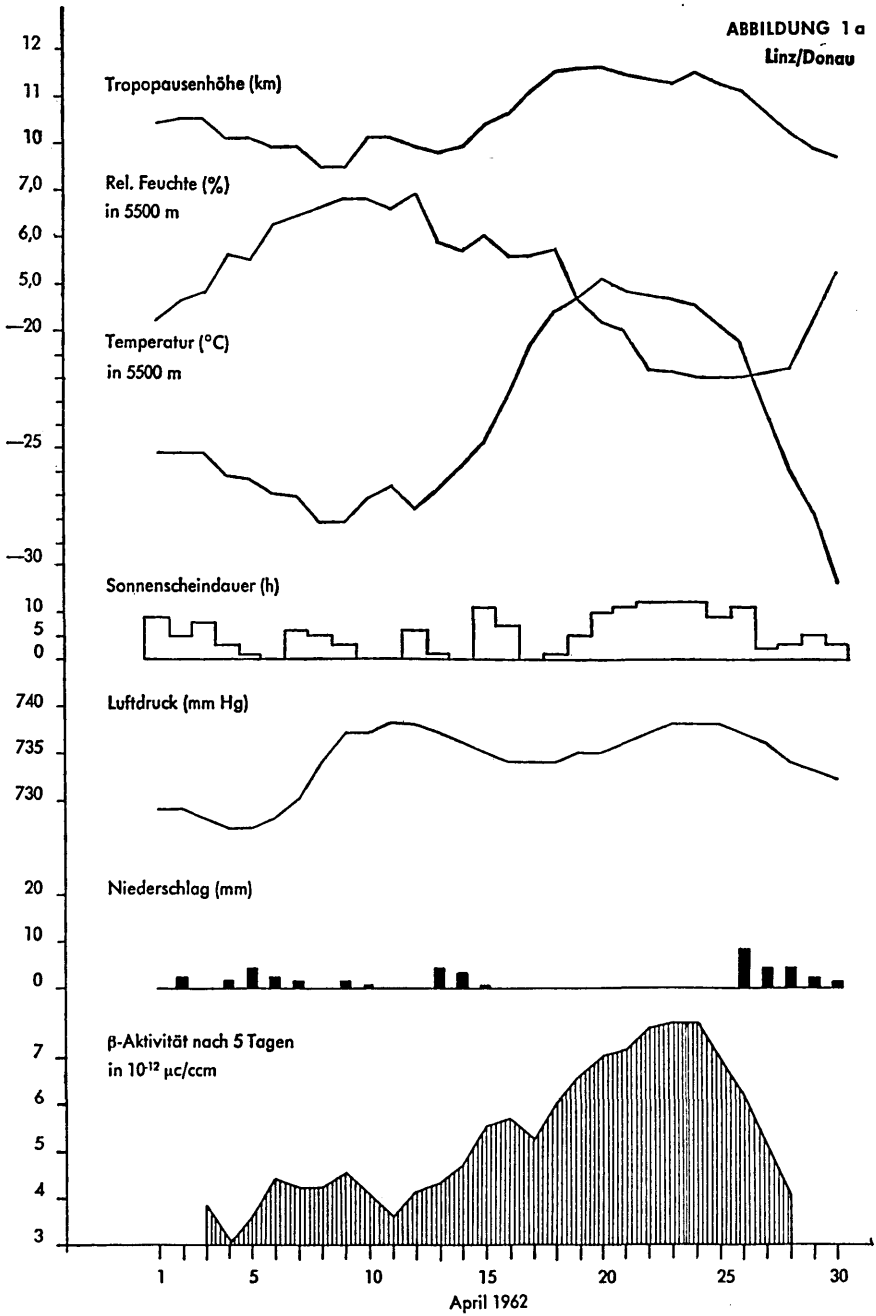 ABBILDUNG 1a
Linz/Donau
12
Tropopausenhöhe (km)
11
10
7,0
Rel. Feuchte (%)
in 5500 m
6,0
5,0
—20
Temperatur (°C)
in 5500 m
—25
—30
Sonnenscheindauer (h)
10
5
0
740
Luftdruck (mm Hg)
735
730
20
Niederschlag (mm)
10
0
β-Aktivität nach 5 Tagen
in 10-12 μc/ccm
7
6
5
4
3
1 5 10 15 20 25 30
April 1962